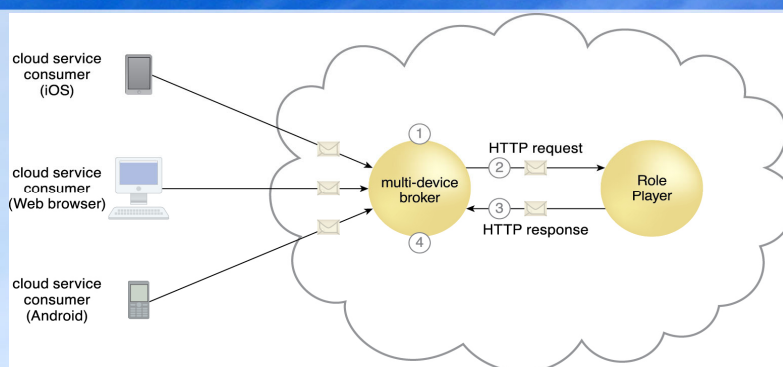 cloud service
consumer
(iOS)
cloud service
consumer
(Web browser)
cloud service
consumer
(Android)
1
multi-device
broker
4
HTTP request
2
3
HTTP response
Role
Player